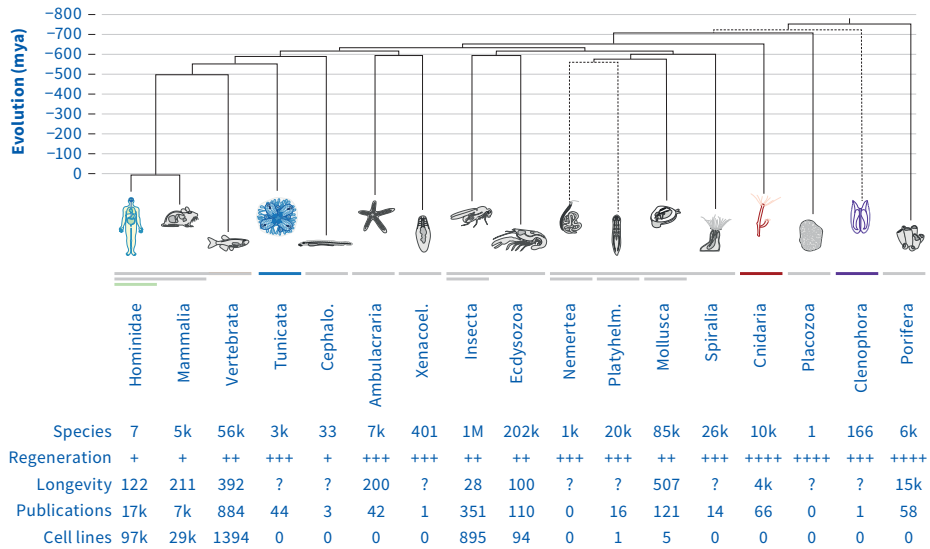 Evolution (mya)
−800
−700
−600
−500
−400
−300
−200
−100
0
Hominidae
Mammalia
Vertebrata
Tunicata
Cephalo.
Ambulacraria
Xenacoel.
Insecta
Ecdysozoa
Nemertea
Platyhelm.
Mollusca
Spiralia
Cnidaria
Placozoa
Clenophora
Porifera
Species 7 5k 56k 3k 33 7k 401 1M 202k 1k 20k 85k 26k 10k 1 166 6k
Regeneration + + ++ +++ + +++ +++ ++ ++ +++ +++ ++ +++ ++++ ++++ +++ ++++
Longevity 122 211 392 ? ? 200 ? 28 100 ? ? 507 ? 4k ? ? 15k
Publications 17k 7k 884 44 3 42 1 351 110 0 16 121 14 66 0 1 58
Cell lines 97k 29k 1394 0 0 0 0 895 94 0 1 5 0 0 0 0 0